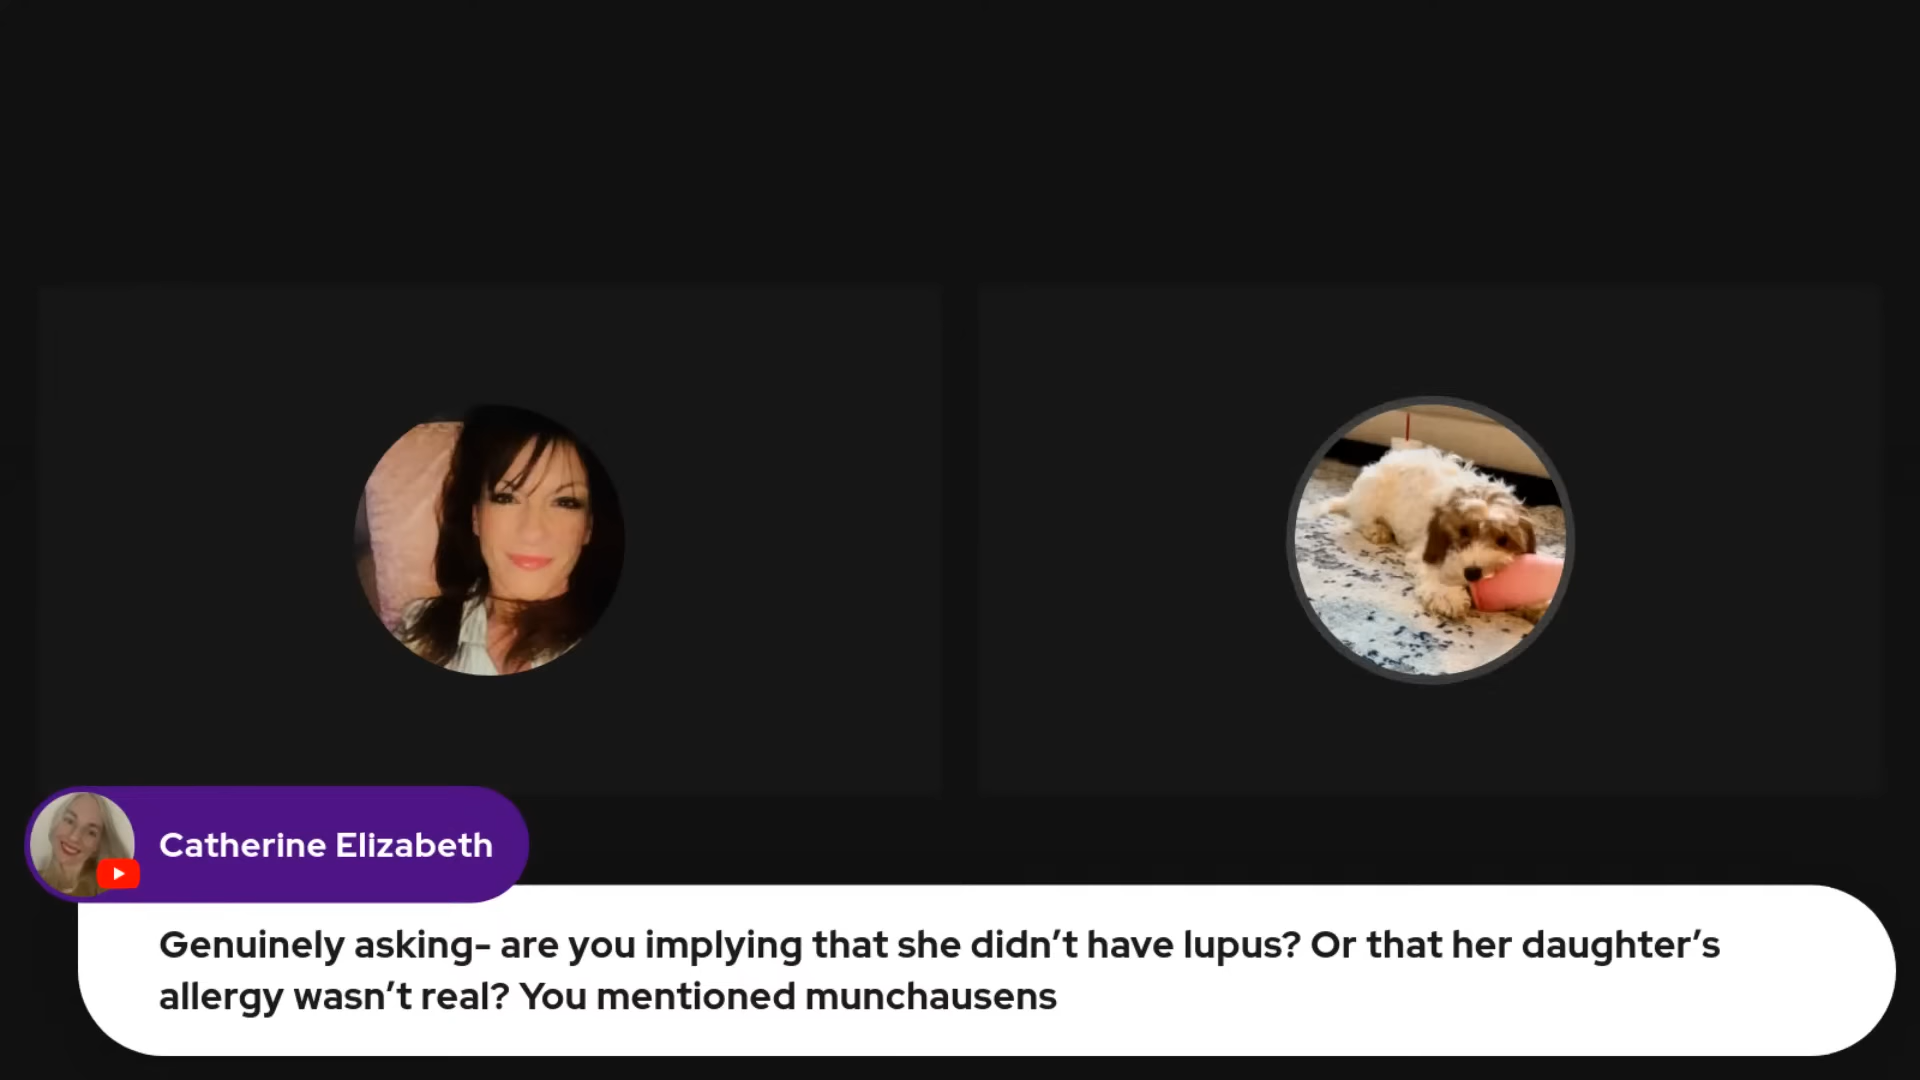 Catherine Elizabeth
Genuinely asking- are you implying that she didn’t have lupus? Or that her daughter’s
allergy wasn’t real? You mentioned munchausens